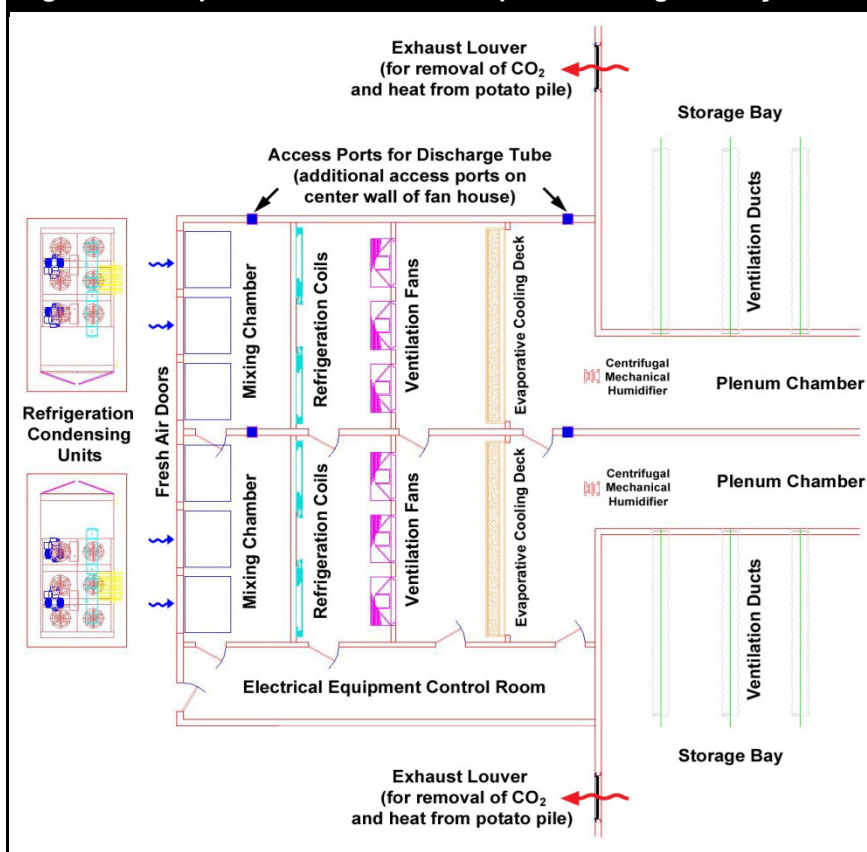 Exhaust Louver
(for removal of CO₂
and heat from potato pile)
Storage Bay
Access Ports for Discharge Tube
(additional access ports on
center wall of fan house)
Ventilation Ducts
Mixing Chamber
Refrigeration Coils
Ventilation Fans
Evaporative Cooling Deck
Centrifugal
Mechanical
Humidifier
Plenum Chamber
Refrigeration
Condensing
Units
Fresh Air Doors
Centrifugal
Mechanical
Humidifier
Plenum Chamber
Mixing Chamber
Refrigeration Coils
Ventilation Fans
Evaporative Cooling Deck
Ventilation Ducts
Electrical Equipment Control Room
Storage Bay
Exhaust Louver
(for removal of CO₂
and heat from potato pile)